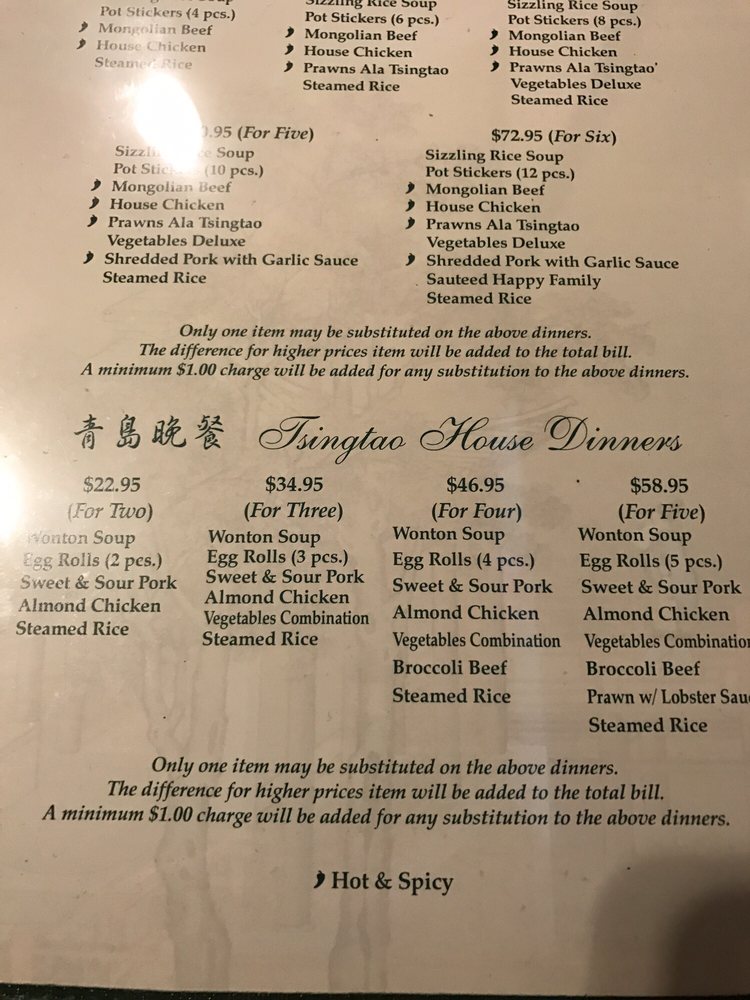 Pot Stickers (4 pcs.)
Mongolian Beef
House Chicken
Steamed Rice
Sizzling Rice Soup
Pot Stickers (6 pcs.)
Mongolian Beef
House Chicken
Prawns Ala Tsingtao
Steamed Rice
Sizzling Rice Soup
Pot Stickers (8 pcs.)
Mongolian Beef
House Chicken
Prawns Ala Tsingtao'
Vegetables Deluxe
Steamed Rice
.95 (For Five)
Soup
(10 pcs.)
Mongolian Beef
House Chicken
Prawns Ala Tsingtao
Vegetables Deluxe
Shredded Pork with Garlic Sauce
Steamed Rice
$72.95 (For Six)
Sizzling Rice Soup
Pot Stickers (12 pcs.)
Mongolian Beef
House Chicken
Prawns Ala Tsingtao
Vegetables Deluxe
Shredded Pork with Garlic Sauce
Sauteed Happy Family
Steamed Rice
Only one item may be substituted on the above dinners.
The difference for higher prices item will be added to the total bill.
A minimum $1.00 charge will be added for any substitution to the above dinners.
青島晚餐 Tsingtao House Dinners
$22.95
(For Two)
Wonton Soup
Egg Rolls (2 pcs.)
Sweet & Sour Pork
Almond Chicken
Steamed Rice
$34.95
(For Three)
Wonton Soup
Egg Rolls (3 pcs.)
Sweet & Sour Pork
Almond Chicken
Vegetables Combination
Steamed Rice
$46.95
(For Four)
Wonton Soup
Egg Rolls (4 pcs.)
Sweet & Sour Pork
Almond Chicken
Vegetables Combination
Broccoli Beef
Steamed Rice
$58.95
(For Five)
Wonton Soup
Egg Rolls (5 pcs.)
Sweet & Sour Pork
Almond Chicken
Vegetables Combination
Broccoli Beef
Prawn w/ Lobster Sau
Steamed Rice
Only one item may be substituted on the above dinners.
The difference for higher prices item will be added to the total bill.
A minimum $1.00 charge will be added for any substitution to the above dinners.
Hot & Spicy